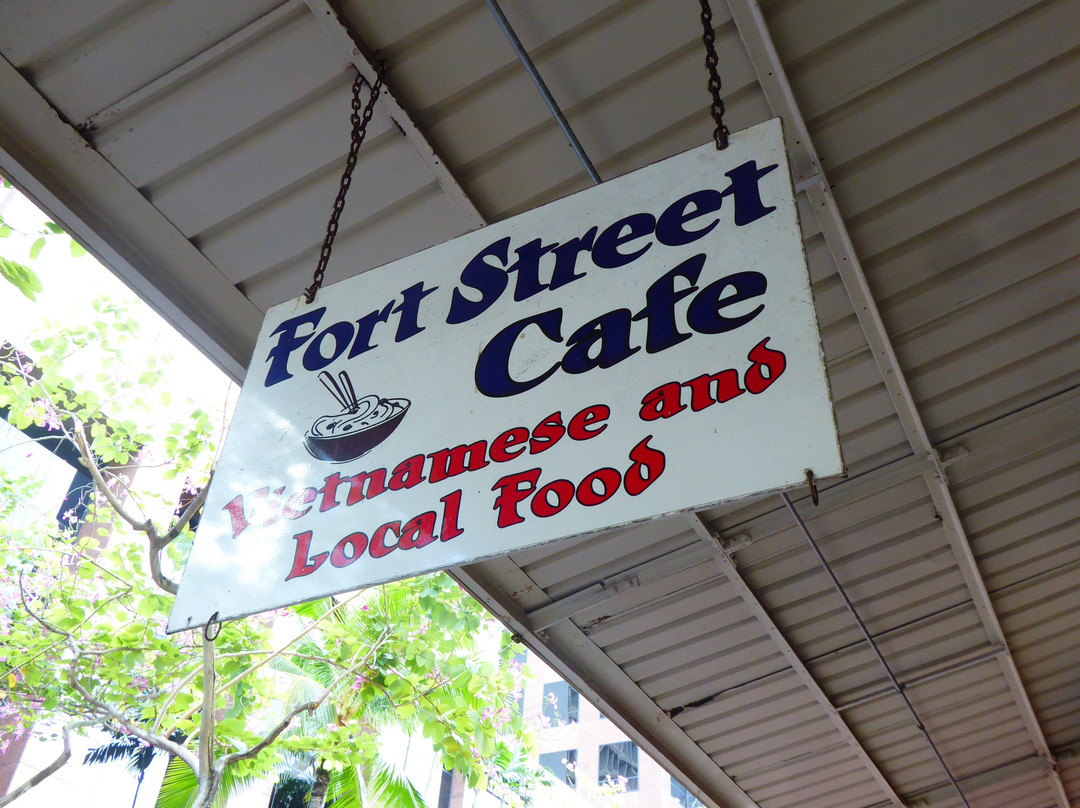 Fort Street
Cafe
Vietnamese and
Local Food